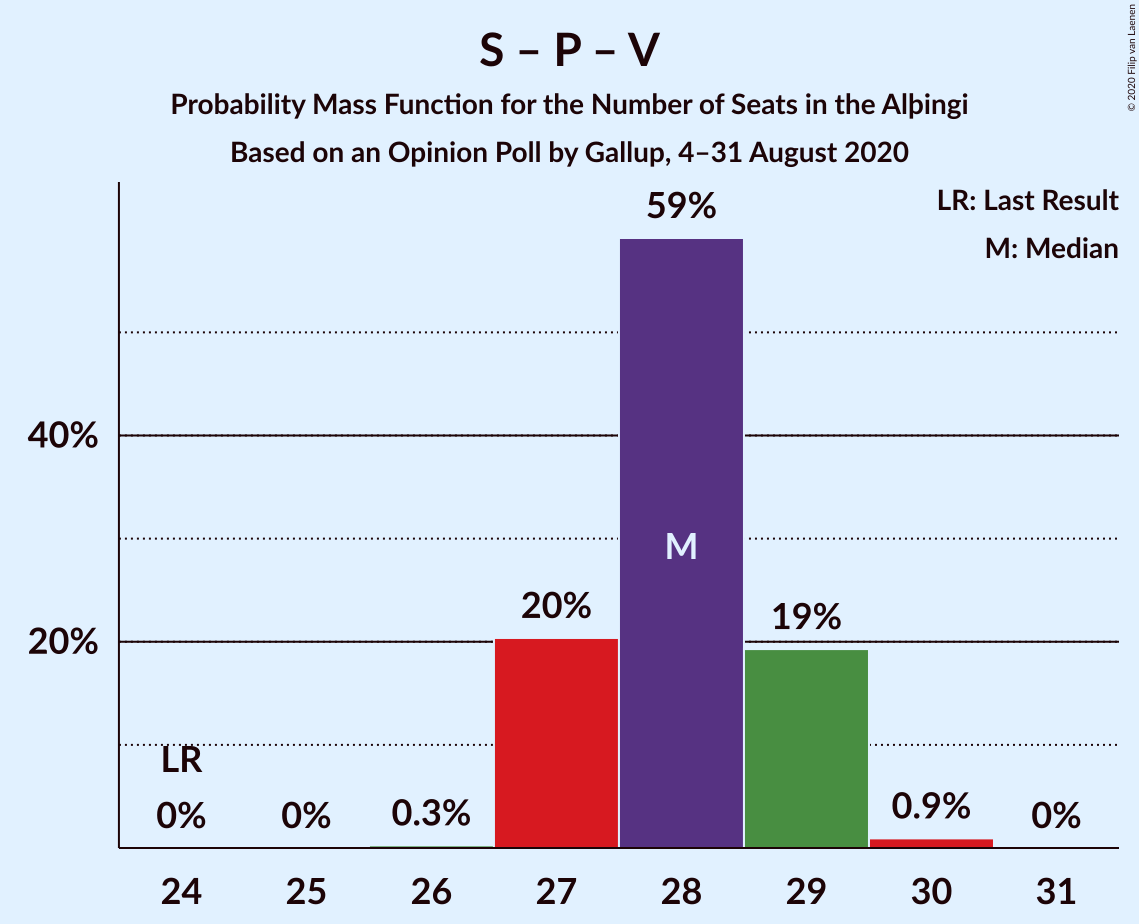 S – P – V
Probability Mass Function for the Number of Seats in the Alþingi
Based on an Opinion Poll by Gallup, 4–31 August 2020
© 2020 Filip van Laenen
LR: Last Result
M: Median
59%
40%
M
20%
19%
20%
LR
0%
0%
0.3%
0.9%
0%
24 25 26 27 28 29 30 31